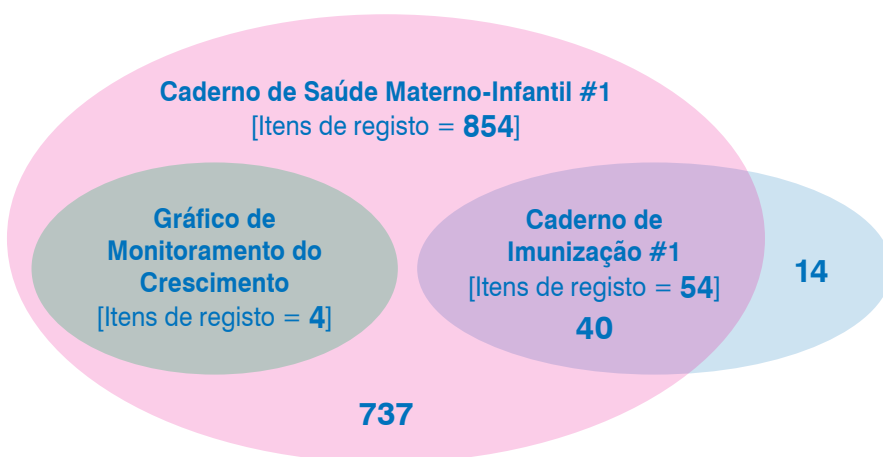 Caderno de Saúde Materno-Infantil #1
[Itens de registo = 854]
Gráfico de
Monitoramento do
Crescimento
[Itens de registo = 4]
Caderno de
Imunização #1
[Itens de registo = 54]
40
14
737